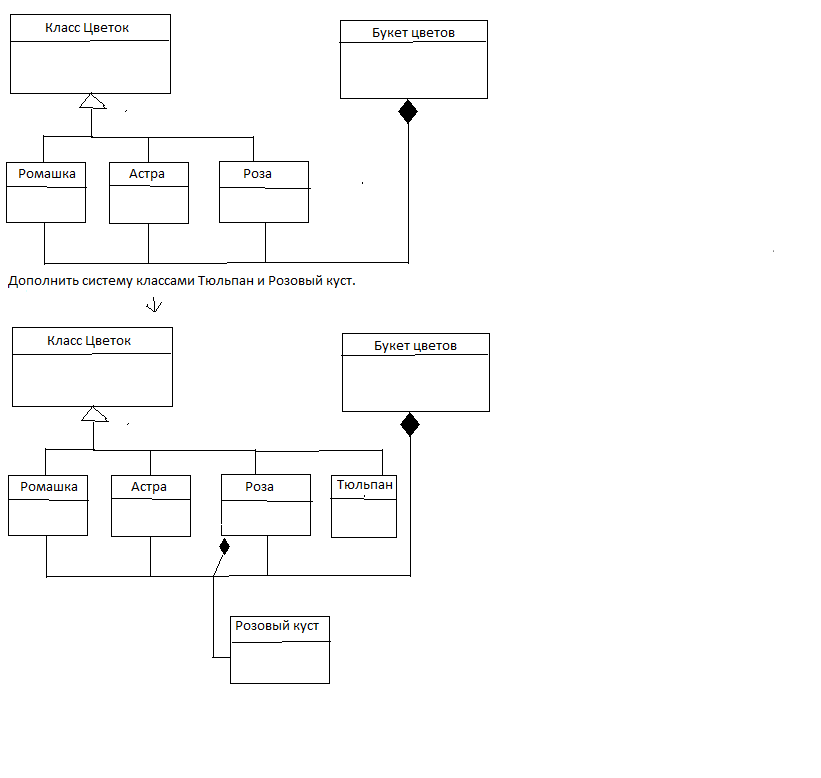 Класс Цветок
Букет цветов
Ромашка
Астра
Роза
Дополнить систему классами Тюльпан и Розовый куст.
Класс Цветок
Букет цветов
Ромашка
Астра
Роза
Тюльпан
Розовый куст